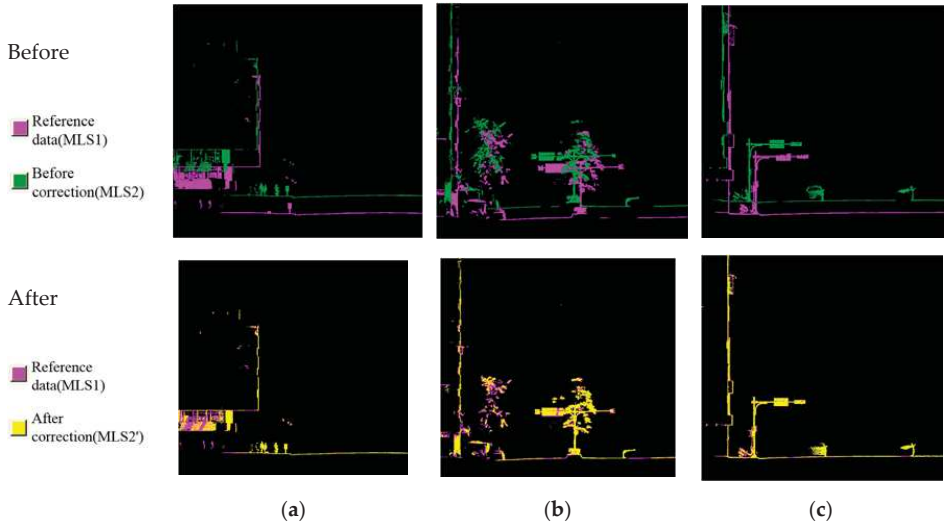 Before
Reference
data(MLS1)
Before
correction(MLS2)
After
Reference
data(MLS1)
After
correction(MLS2')
(a)
(b)
(c)